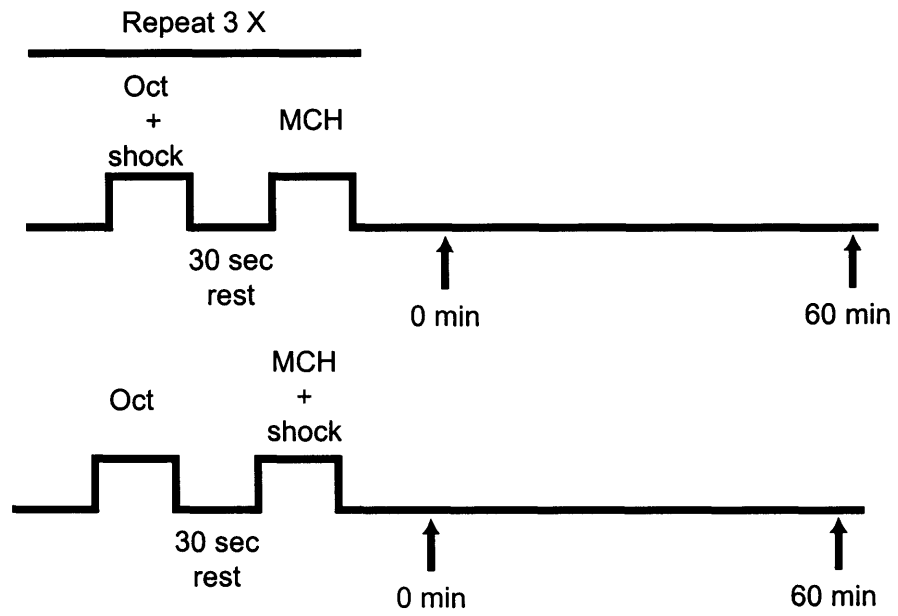 Repeat 3 X
Oct
+
shock
MCH
30 sec
rest
0 min
60 min
Oct
MCH
+
shock
30 sec
rest
0 min
60 min